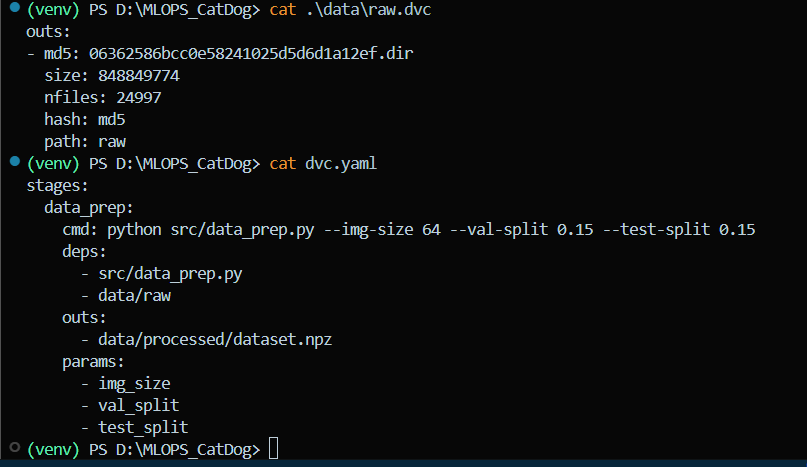 (venv) PS D:\MLOPS_CatDog> cat .\data\raw.dvc
outs:
- md5: 06362586bcc0e58241025d5d6d1a12ef.dir
  size: 848849774
  nfiles: 24997
  hash: md5
  path: raw
(venv) PS D:\MLOPS_CatDog> cat dvc.yaml
stages:
  data_prep:
    cmd: python src/data_prep.py --img-size 64 --val-split 0.15 --test-split 0.15
    deps:
      - src/data_prep.py
      - data/raw
    outs:
      - data/processed/dataset.npz
    params:
      - img_size
      - val_split
      - test_split
(venv) PS D:\MLOPS_CatDog>